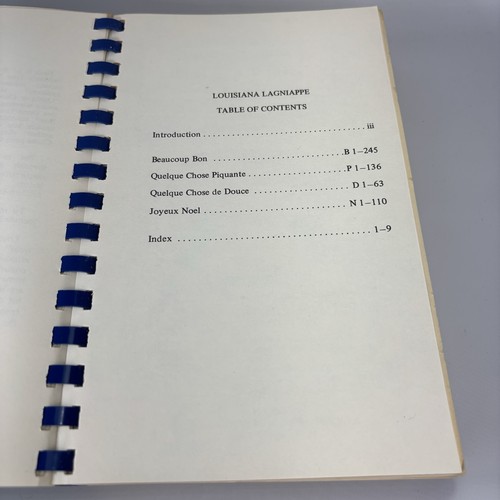 LOUISIANA LAGNIAPPE
TABLE OF CONTENTS
Introduction . . . . . . . . . . . . . . . . . . . . . . . . . . . . . . . . . iii
Beaucoup Bon . . . . . . . . . . . . . . . . . . . . . . . . . . . B 1–245
Quelque Chose Piquante . . . . . . . . . . . . . . . . . . . . P 1–136
Quelque Chose de Douce . . . . . . . . . . . . . . . . . . . D 1–63
Joyeux Noel . . . . . . . . . . . . . . . . . . . . . . . . . . . . . N 1–110
Index . . . . . . . . . . . . . . . . . . . . . . . . . . . . . . . . . . . . . . 1–9